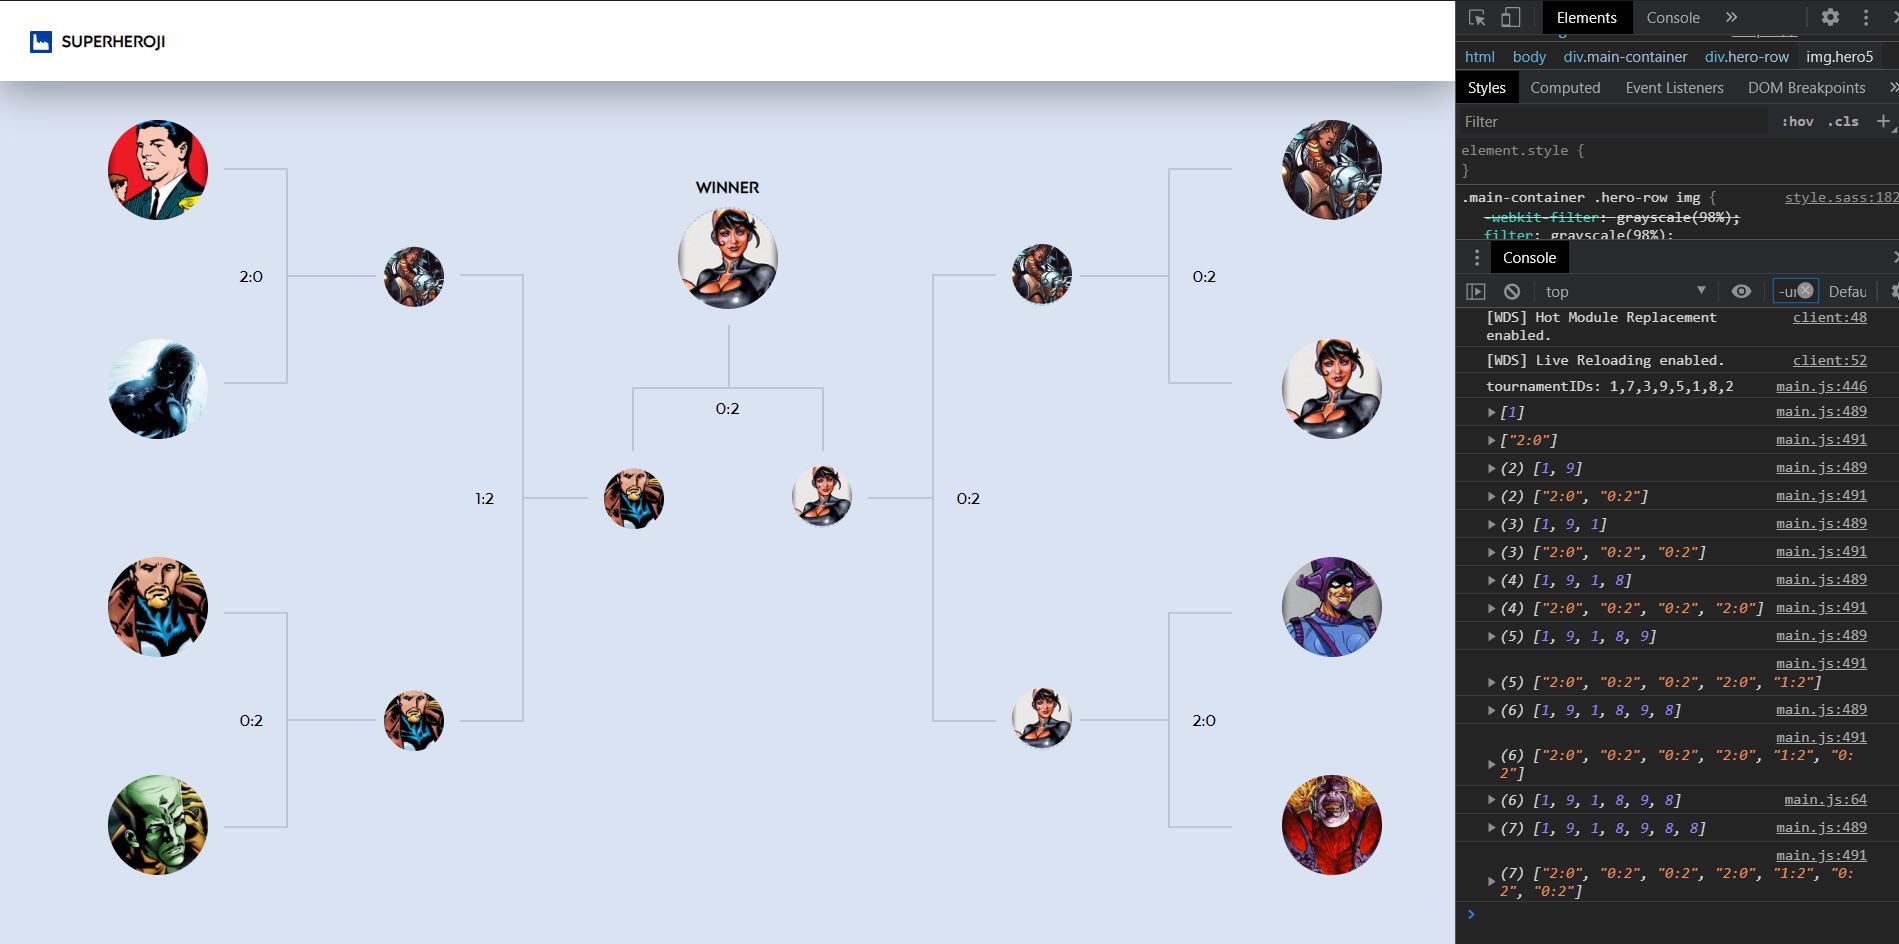 SUPERHEROJI
WINNER
2:0
0:2
0:2
1:2
0:2
0:2
2:0
Elements
Console
html
body
div.main-container
div.hero-row
img.hero5
Styles
Computed
Event Listeners
DOM Breakpoints
Filter
:hov
.cls
element.style {
}
.main-container .hero-row img {
style.sass:182
-webkit-filter: grayscale(98%);
filter: grayscale(98%);
Console
top
-ur
Defau
[WDS] Hot Module Replacement
client:48
enabled.
[WDS] Live Reloading enabled.
client:52
tournamentIDs: 1,7,3,9,5,1,8,2
main.js:446
[1]
main.js:489
["2:0"]
main.js:491
(2) [1, 9]
main.js:489
(2) ["2:0", "0:2"]
main.js:491
(3) [1, 9, 1]
main.js:489
(3) ["2:0", "0:2", "0:2"]
main.js:491
(4) [1, 9, 1, 8]
main.js:489
(4) ["2:0", "0:2", "0:2", "2:0"]
main.js:491
(5) [1, 9, 1, 8, 9]
main.js:489
main.js:491
(5) ["2:0", "0:2", "0:2", "2:0", "1:2"]
(6) [1, 9, 1, 8, 9, 8]
main.js:489
main.js:491
(6) ["2:0", "0:2", "0:2", "2:0", "1:2", "0:
2"]
(6) [1, 9, 1, 8, 9, 8]
main.js:64
(7) [1, 9, 1, 8, 9, 8, 8]
main.js:489
main.js:491
(7) ["2:0", "0:2", "0:2", "2:0", "1:2", "0:
2", "0:2"]